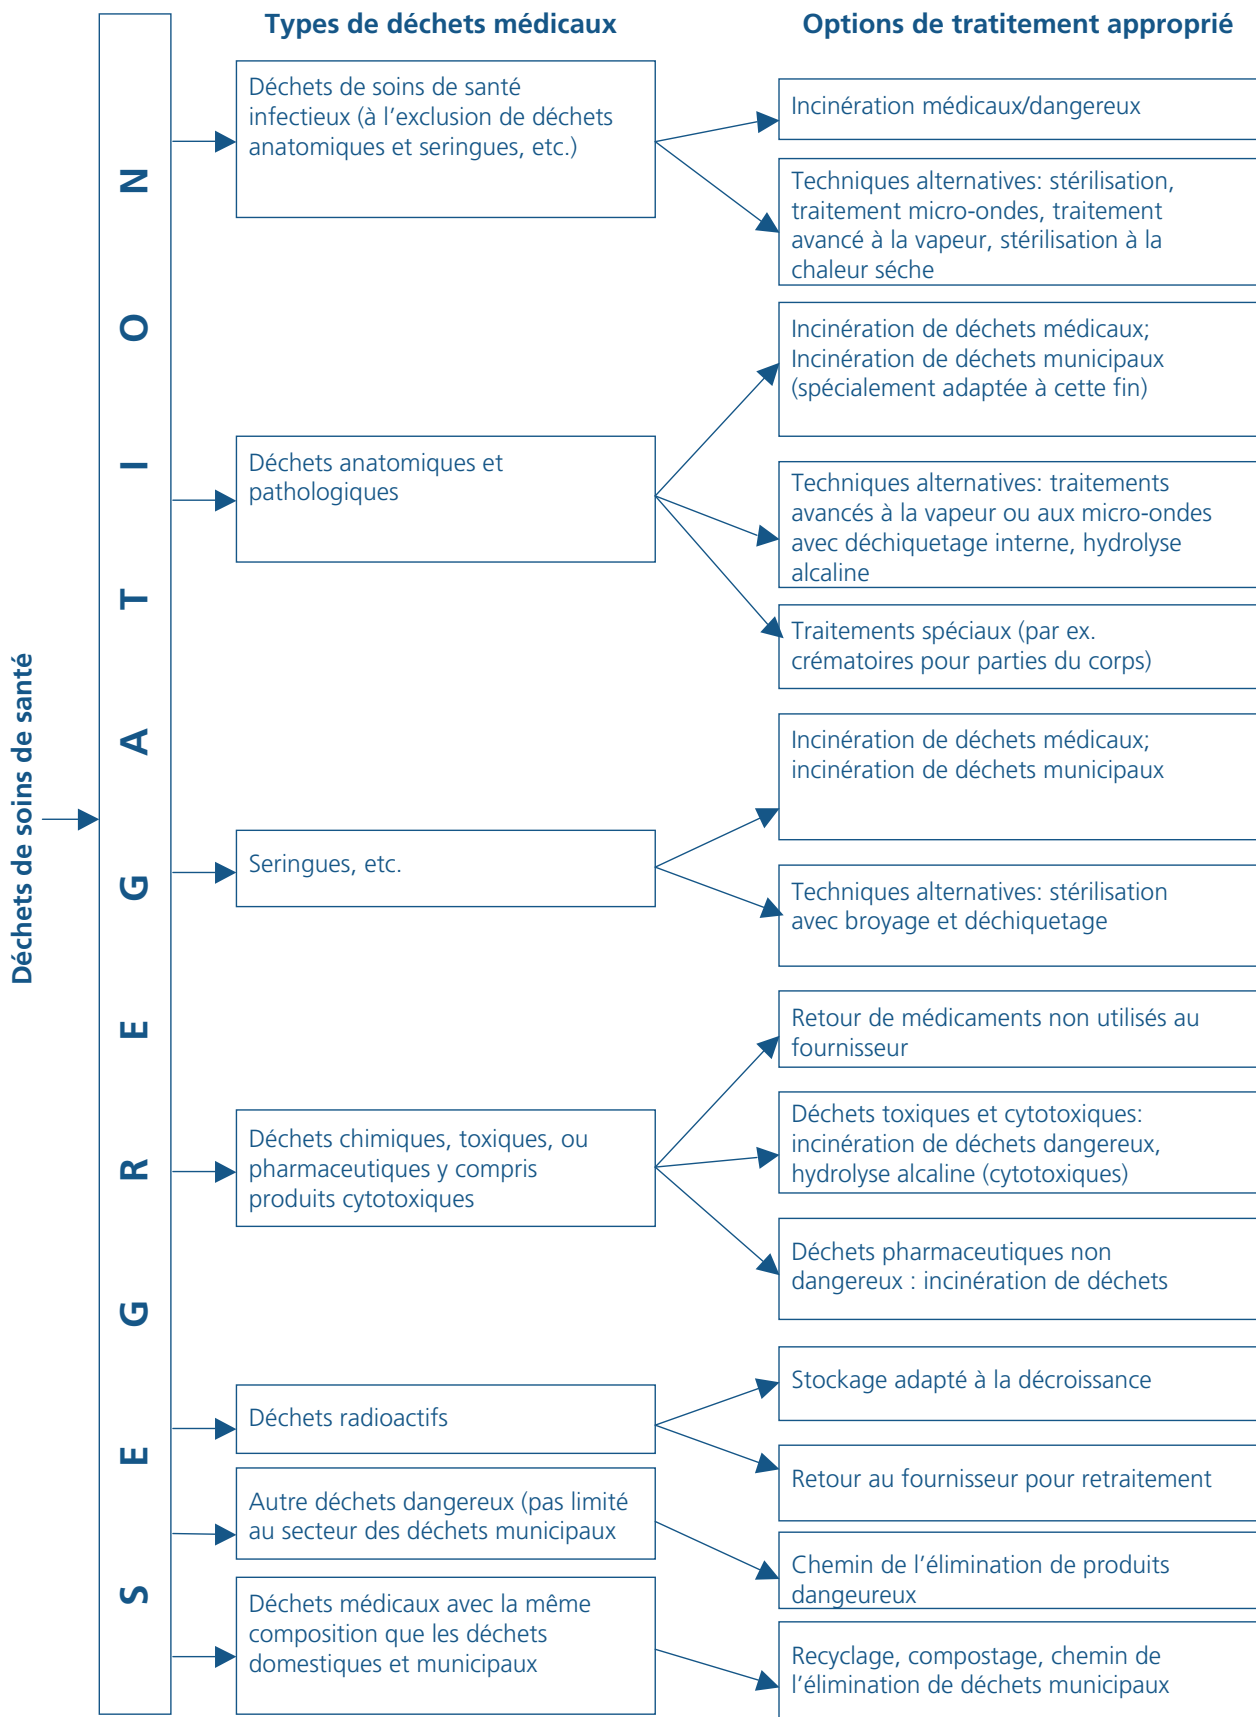 Types de déchets médicaux
Options de tratitement approprié
Déchets de soins de santé
SEGREGATION
Déchets de soins de santé
infectieux (à l’exclusion de déchets
anatomiques et seringues, etc.)
Incinération médicaux/dangereux
Techniques alternatives: stérilisation,
traitement micro-ondes, traitement
avancé à la vapeur, stérilisation à la
chaleur séche
Déchets anatomiques et
pathologiques
Incinération de déchets médicaux;
Incinération de déchets municipaux
(spécialement adaptée à cette fin)
Techniques alternatives: traitements
avancés à la vapeur ou aux micro-ondes
avec déchiquetage interne, hydrolyse
alcaline
Traitements spéciaux (par ex.
crématoires pour parties du corps)
Seringues, etc.
Incinération de déchets médicaux;
incinération de déchets municipaux
Techniques alternatives: stérilisation
avec broyage et déchiquetage
Déchets chimiques, toxiques, ou
pharmaceutiques y compris
produits cytotoxiques
Retour de médicaments non utilisés au
fournisseur
Déchets toxiques et cytotoxiques:
incinération de déchets dangereux,
hydrolyse alcaline (cytotoxiques)
Déchets pharmaceutiques non
dangereux : incinération de déchets
Déchets radioactifs
Stockage adapté à la décroissance
Retour au fournisseur pour retraitement
Autre déchets dangereux (pas limité
au secteur des déchets municipaux
Chemin de l’élimination de produits
dangeureux
Déchets médicaux avec la même
composition que les déchets
domestiques et municipaux
Recyclage, compostage, chemin de
l’élimination de déchets municipaux